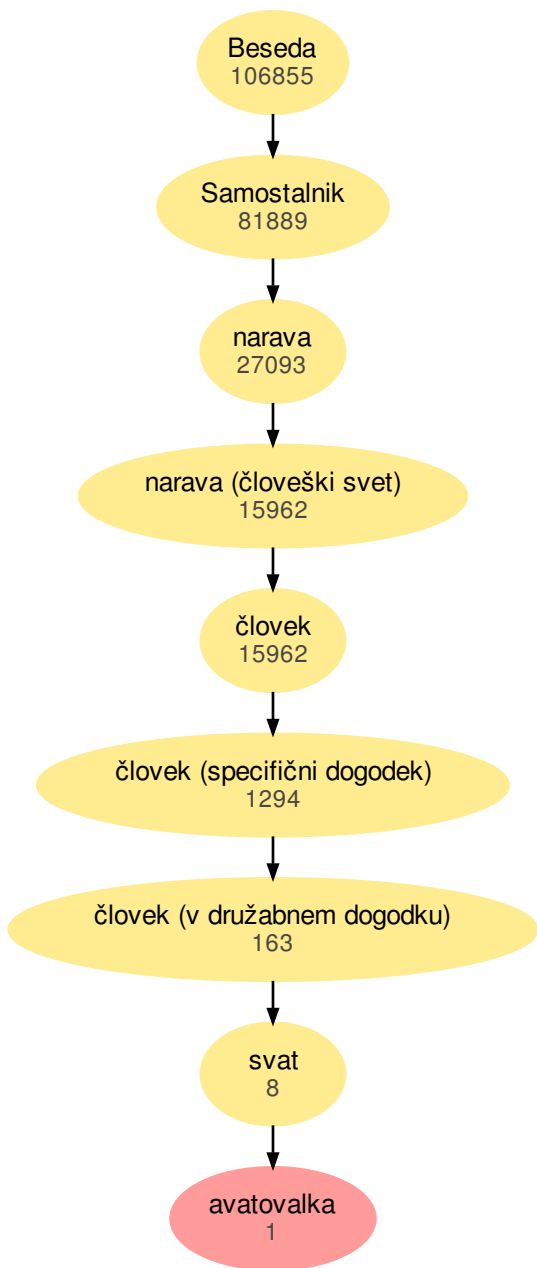 Beseda
106855
Samostalnik
81889
narava
27093
narava (človeški svet)
15962
človek
15962
človek (specifični dogodek)
1294
človek (v družabnem dogodku)
163
svat
8
avatovalka
1